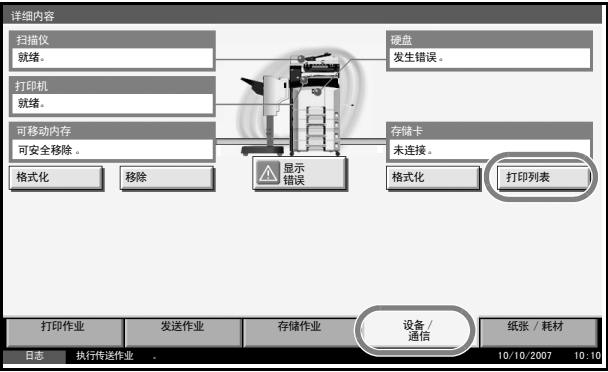 详细内容
扫描仪
就绪。
打印机
就绪。
可移动内存
可安全移除 。
格式化
移除
显示
错误
硬盘
发生错误。
存储卡
未连接。
格式化
打印列表
打印作业
发送作业
存储作业
设备/
通信
纸张 / 耗材
日志
执行传送作业 .
10/10/2007 10:10